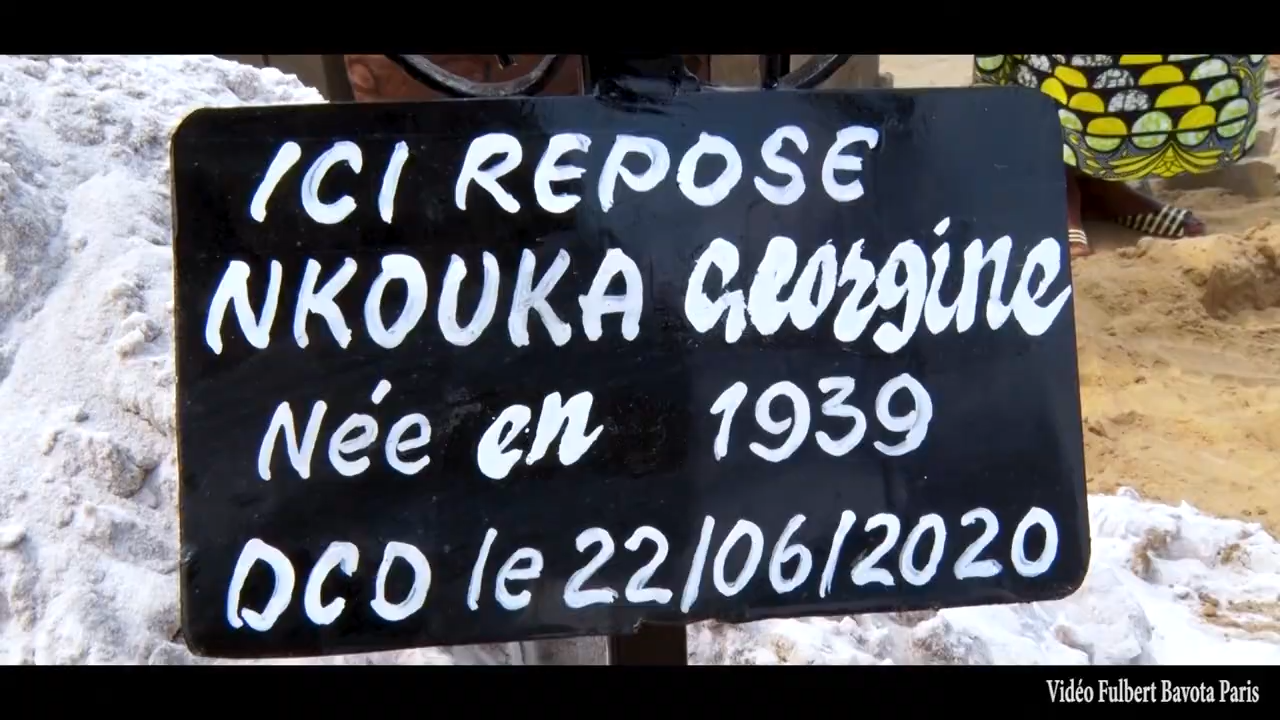 ICI REPOSE
NKOUKA Georgine
Née en 1939
DCD le 22/06/2020
Vidéo Fulbert Bavota Paris